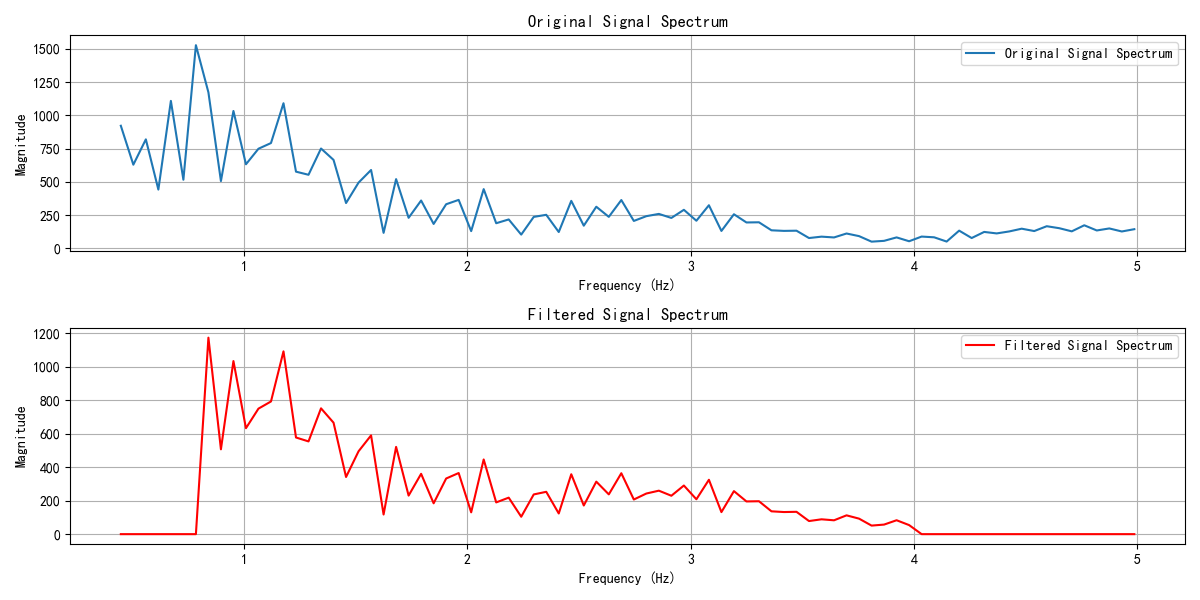 Original Signal Spectrum
Original Signal Spectrum
1500
1250
1000
750
500
250
0
Magnitude
1 2 3 4 5
Frequency (Hz)
Filtered Signal Spectrum
Filtered Signal Spectrum
1200
1000
800
600
400
200
0
Magnitude
1 2 3 4 5
Frequency (Hz)